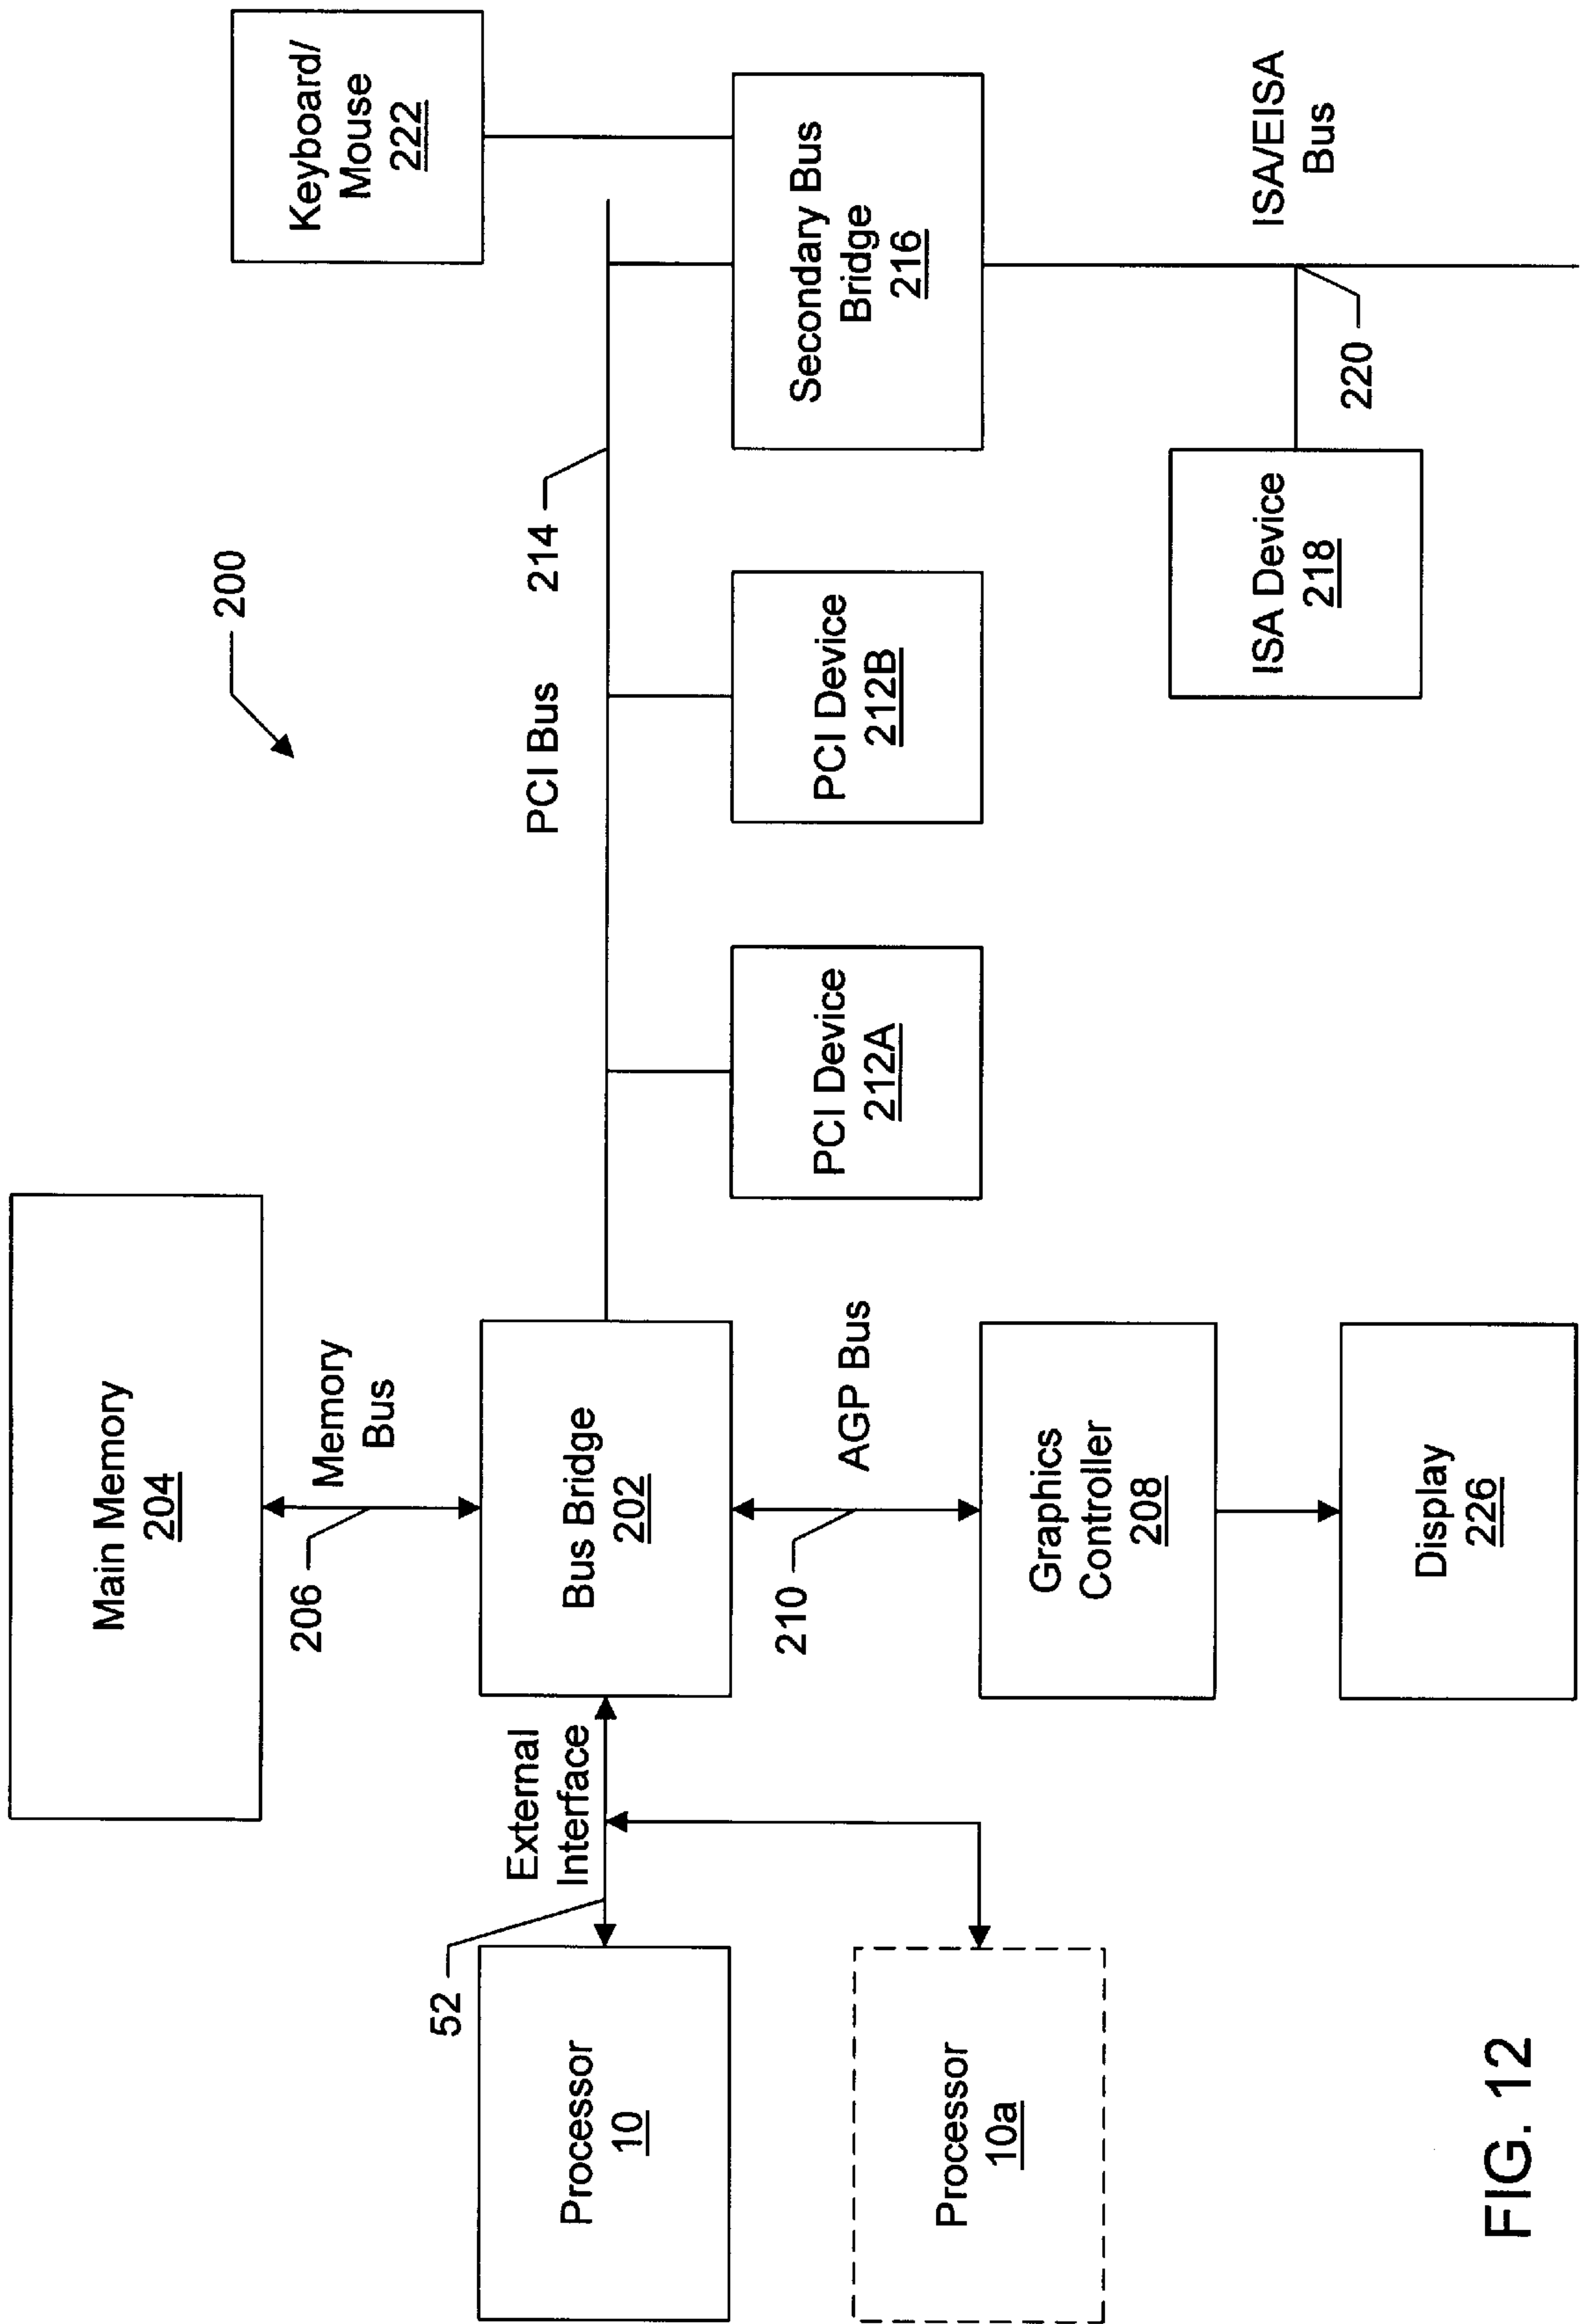 200
Main Memory
204
206
Memory
Bus
Keyboard/
Mouse
222
52
External
Interface
Processor
10
Bus Bridge
202
PCI Bus
214
Processor
10a
210
AGP Bus
PCI Device
212A
PCI Device
212B
Secondary Bus
Bridge
216
Graphics
Controller
208
Display
226
ISA Device
218
220
ISA/EISA
Bus
FIG. 12